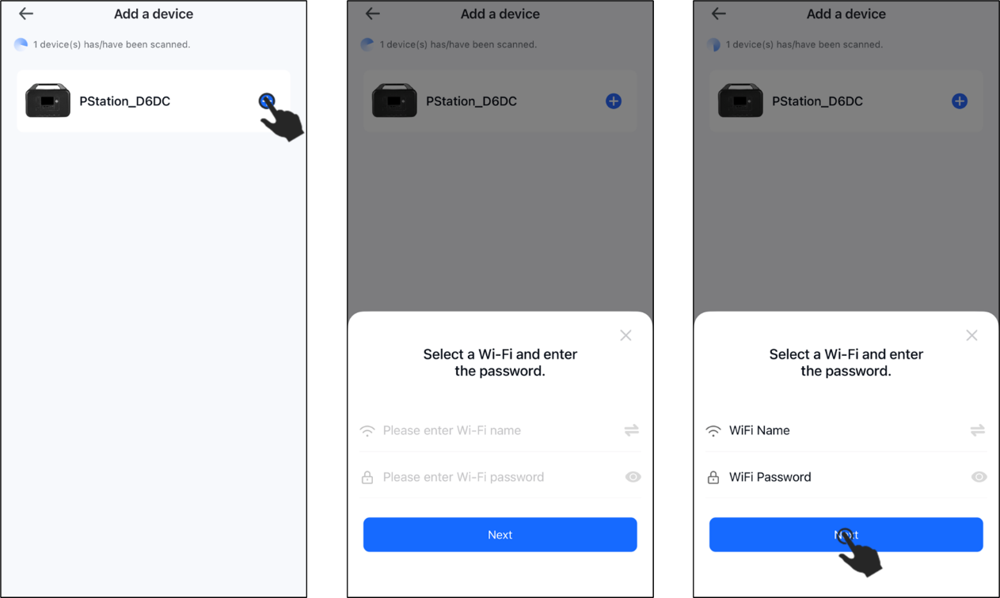 Add a device
1 device(s) has/have been scanned.
PStation_D6DC
Add a device
1 device(s) has/have been scanned.
PStation_D6DC
Select a Wi-Fi and enter
the password.
Please enter Wi-Fi name
Please enter Wi-Fi password
Next
Add a device
1 device(s) has/have been scanned.
PStation_D6DC
Select a Wi-Fi and enter
the password.
WiFi Name
WiFi Password
Next